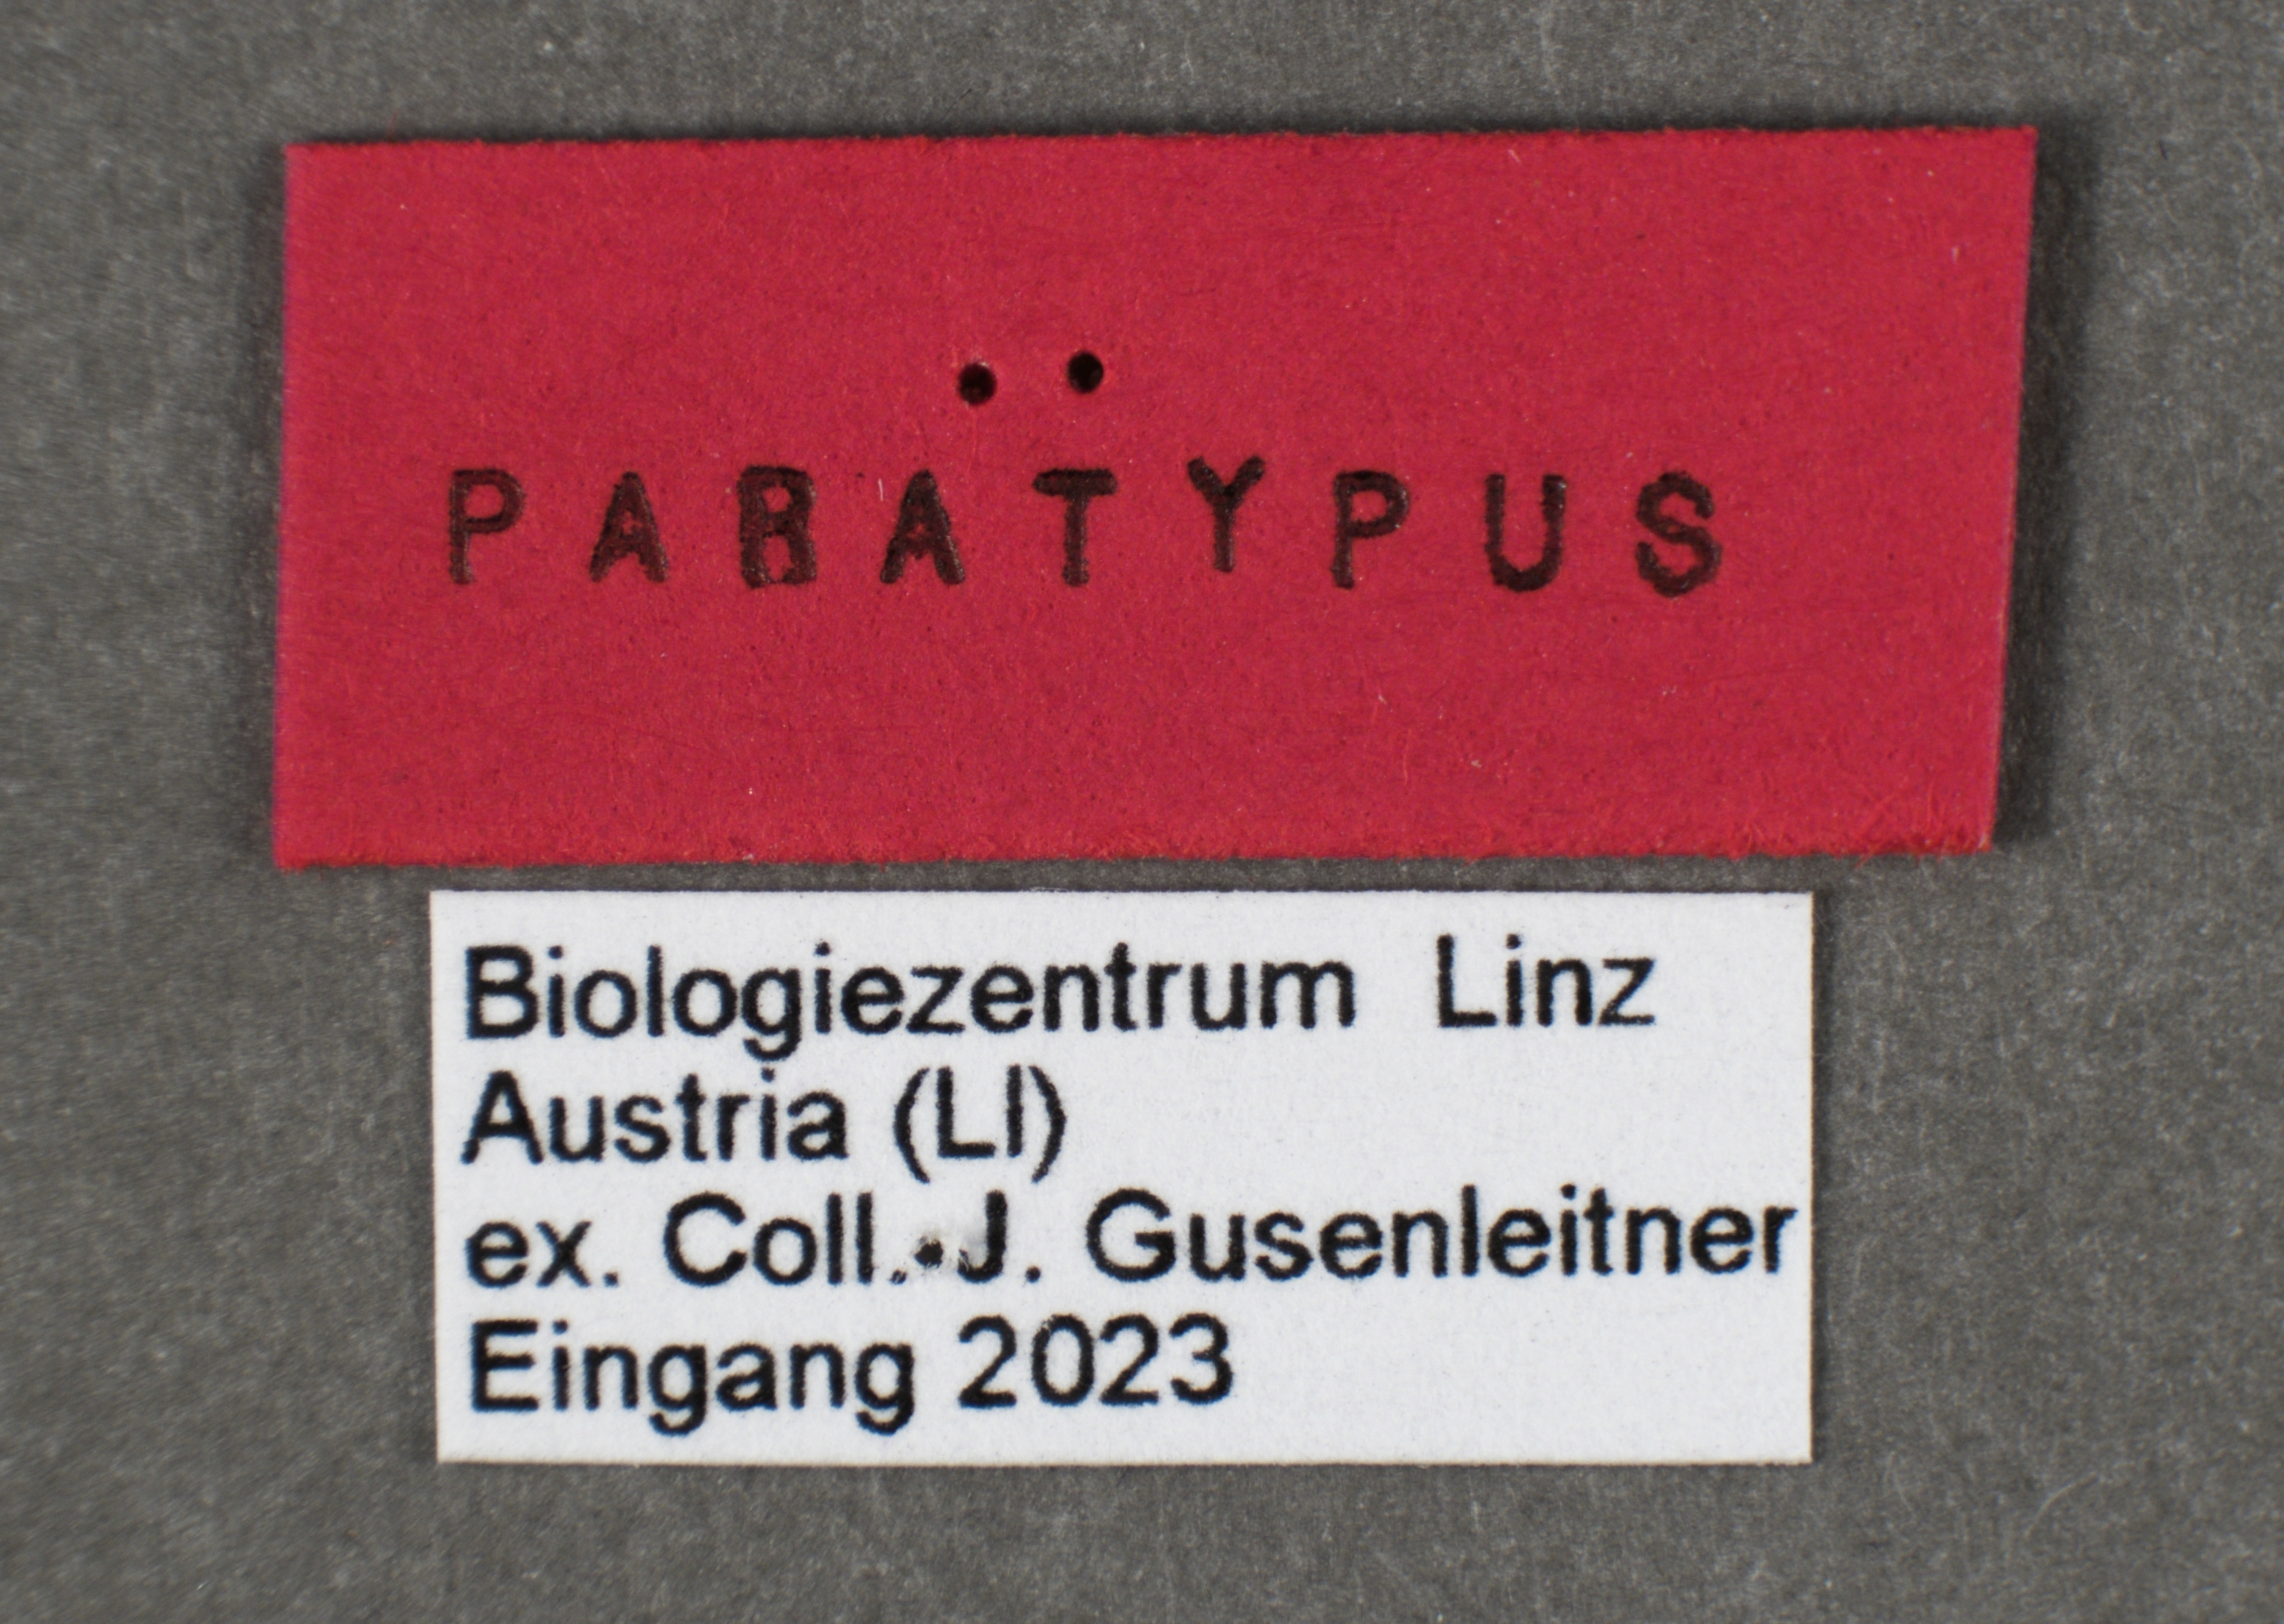 PARATYPUS
Biologiezentrum Linz
Austria (LI)
ex. Coll. J. Gusenleitner
Eingang 2023